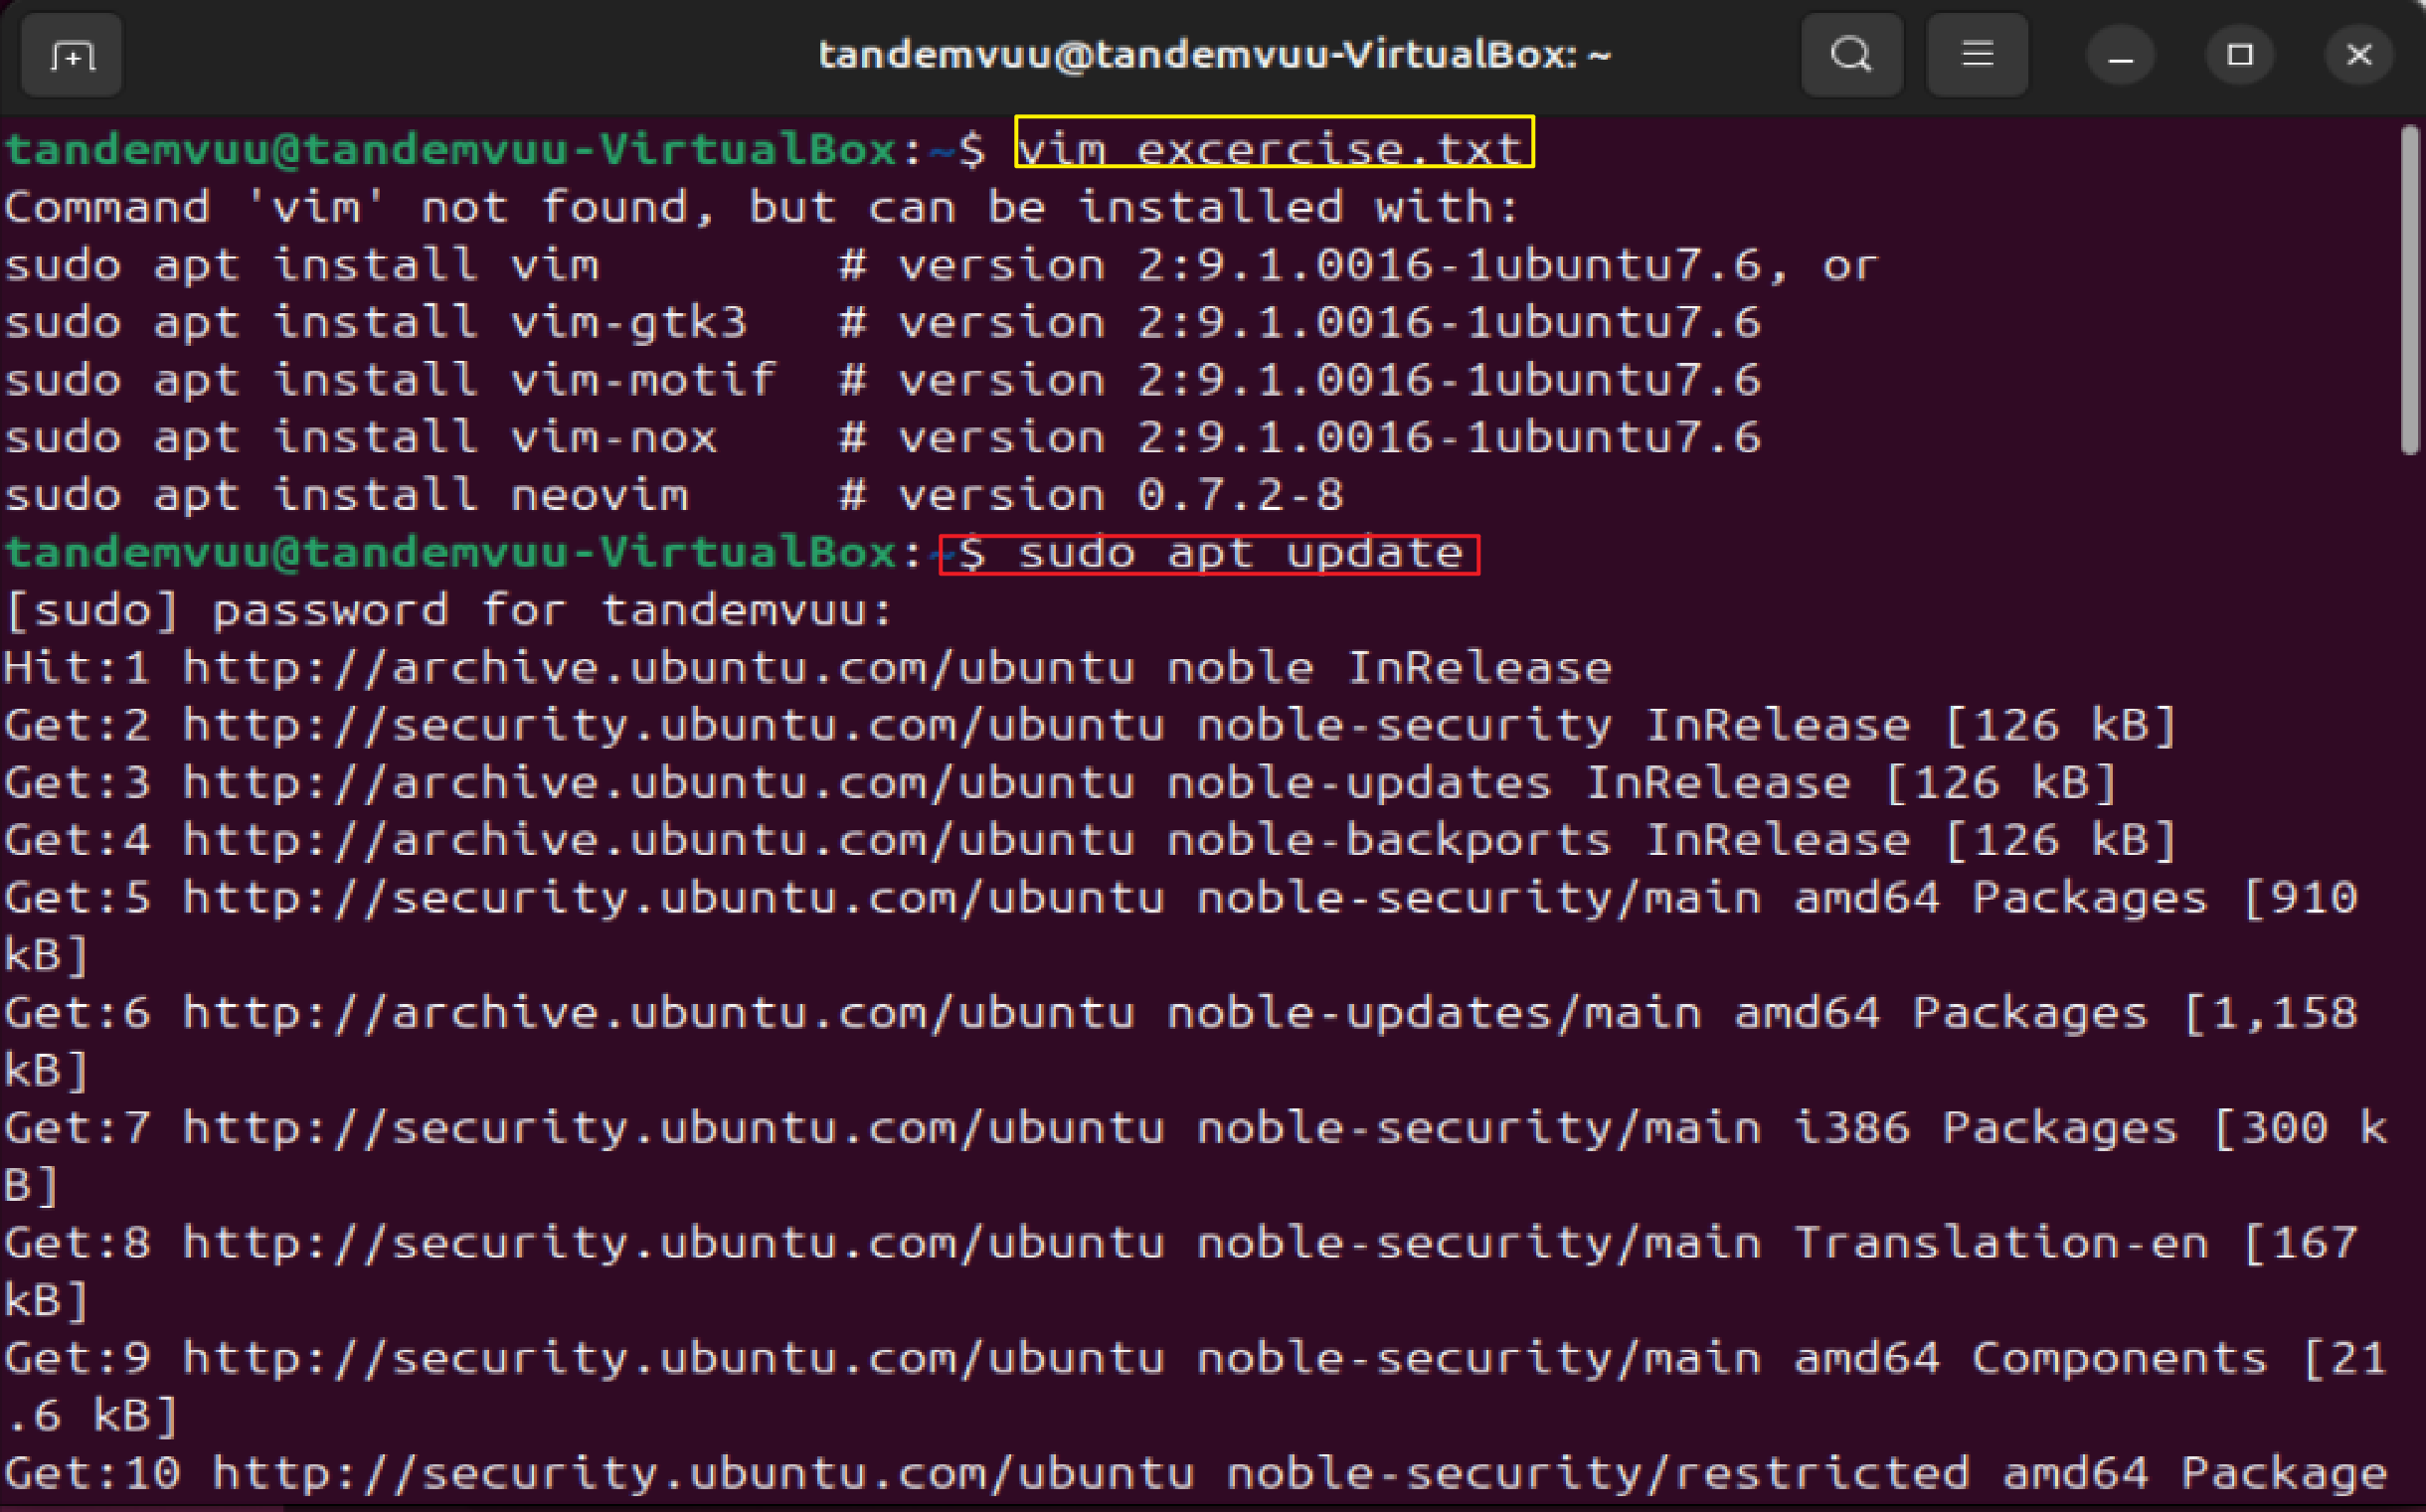 tandemvuu@tandemvuu-VirtualBox: ~
tandemvuu@tandemvuu-VirtualBox:~$ vim excercise.txt
Command 'vim' not found, but can be installed with:
sudo apt install vim        # version 2:9.1.0016-1ubuntu7.6, or
sudo apt install vim-gtk3   # version 2:9.1.0016-1ubuntu7.6
sudo apt install vim-motif  # version 2:9.1.0016-1ubuntu7.6
sudo apt install vim-nox    # version 2:9.1.0016-1ubuntu7.6
sudo apt install neovim     # version 0.7.2-8
tandemvuu@tandemvuu-VirtualBox:~$ sudo apt update
[sudo] password for tandemvuu:
Hit:1 http://archive.ubuntu.com/ubuntu noble InRelease
Get:2 http://security.ubuntu.com/ubuntu noble-security InRelease [126 kB]
Get:3 http://archive.ubuntu.com/ubuntu noble-updates InRelease [126 kB]
Get:4 http://archive.ubuntu.com/ubuntu noble-backports InRelease [126 kB]
Get:5 http://security.ubuntu.com/ubuntu noble-security/main amd64 Packages [910
kB]
Get:6 http://archive.ubuntu.com/ubuntu noble-updates/main amd64 Packages [1,158
kB]
Get:7 http://security.ubuntu.com/ubuntu noble-security/main i386 Packages [300 k
B]
Get:8 http://security.ubuntu.com/ubuntu noble-security/main Translation-en [167
kB]
Get:9 http://security.ubuntu.com/ubuntu noble-security/main amd64 Components [21
.6 kB]
Get:10 http://security.ubuntu.com/ubuntu noble-security/restricted amd64 Package